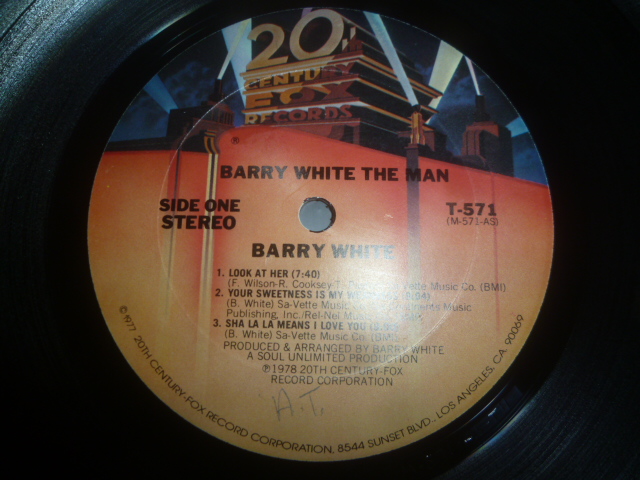 20th
CENTURY
FOX
RECORDS
®
BARRY WHITE THE MAN
SIDE ONE
STEREO
T-571
(M-571-AS)
BARRY WHITE
1. LOOK AT HER (7:40)
(F. Wilson-R. Cooksey Vette Music Co. (BMI)
2. YOUR SWEETNESS IS MY
(B. White) Sa-Vette Music Music
Publishing, Inc./Rel-Nel
3. SHA LA LA MEANS I LOVE YOU
(B. White) Sa-Vette Music Co. (BMI)
PRODUCED & ARRANGED BY BARRY WHITE
A SOUL UNLIMITED PRODUCTION
℗1978 20TH CENTURY-FOX
RECORD CORPORATION
A.T.
©1977 20TH CENTURY-FOX RECORD CORPORATION, 8544 SUNSET BLVD., LOS ANGELES, CA. 90069